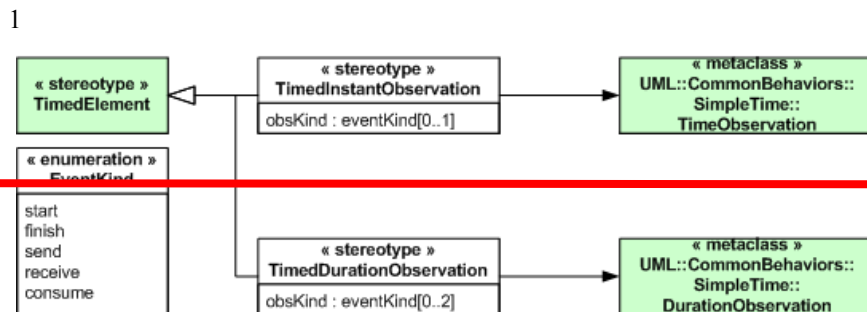 1
« stereotype »
TimedElement
« stereotype »
TimedInstantObservation
obsKind : eventKind[0..1]
« metaclass »
UML::CommonBehaviors::
SimpleTime::
TimeObservation
« enumeration »
EventKind
start
finish
send
receive
consume
« stereotype »
TimedDurationObservation
obsKind : eventKind[0..2]
« metaclass »
UML::CommonBehaviors::
SimpleTime::
DurationObservation